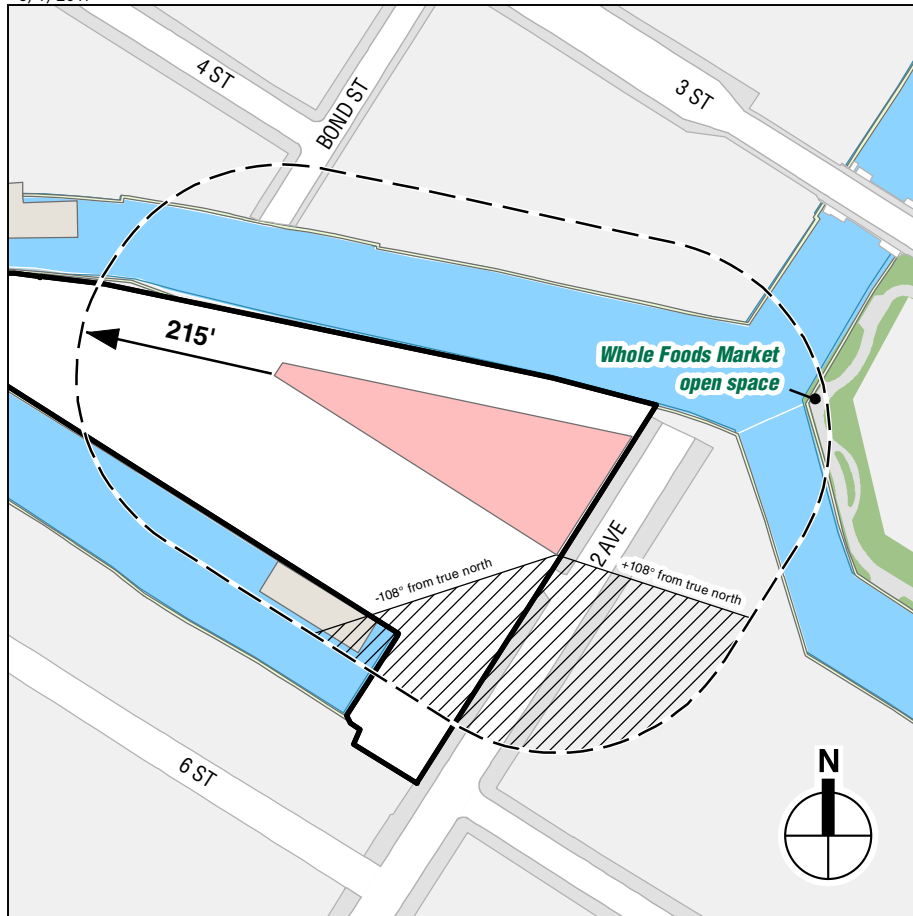 4 ST
BOND ST
3 ST
215'
Whole Foods Market
open space
2 AVE
-108° from true north
+108° from true north
6 ST
N